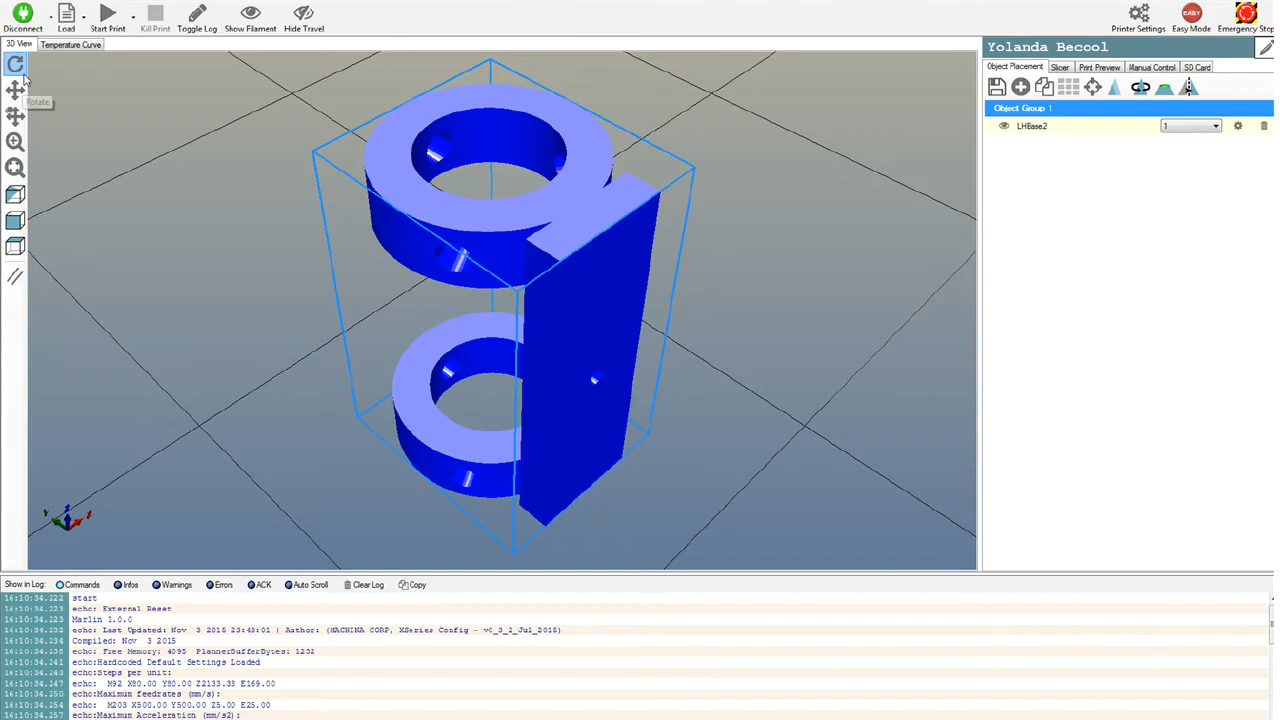 Disconnect
Load
Start Print
Kill Print
Toggle Log
Show Filament
Hide Travel
Printer Settings
EASY
Easy Mode
Emergency Stop
3D View
Temperature Curve
Rotate
Yolanda Becool
Object Placement
Slicer
Print Preview
Manual Control
SD Card
Object Group 1
LHBase2
1
Show in Log:
Commands
Infos
Warnings
Errors
ACK
Auto Scroll
Clear Log
Copy
16:10:34.222 start
16:10:34.223 echo: External Reset
16:10:34.223 Marlin 1.0.0
16:10:34.232 echo: Last Updated: Nov 3 2015 23:43:01 | Author: (MACHINA CORP, XSeries Config - v0_3_2_Jul_2015)
16:10:34.234 Compiled: Nov 3 2015
16:10:34.238 echo: Free Memory: 4095 PlannerBufferBytes: 1232
16:10:34.241 echo:Hardcoded Default Settings Loaded
16:10:34.243 echo:Steps per unit:
16:10:34.247 echo: M92 X80.00 Y80.00 Z2133.33 E169.00
16:10:34.250 echo:Maximum feedrates (mm/s):
16:10:34.254 echo: M203 X500.00 Y500.00 Z5.00 E25.00
16:10:34.257 echo:Maximum Acceleration (mm/s2):